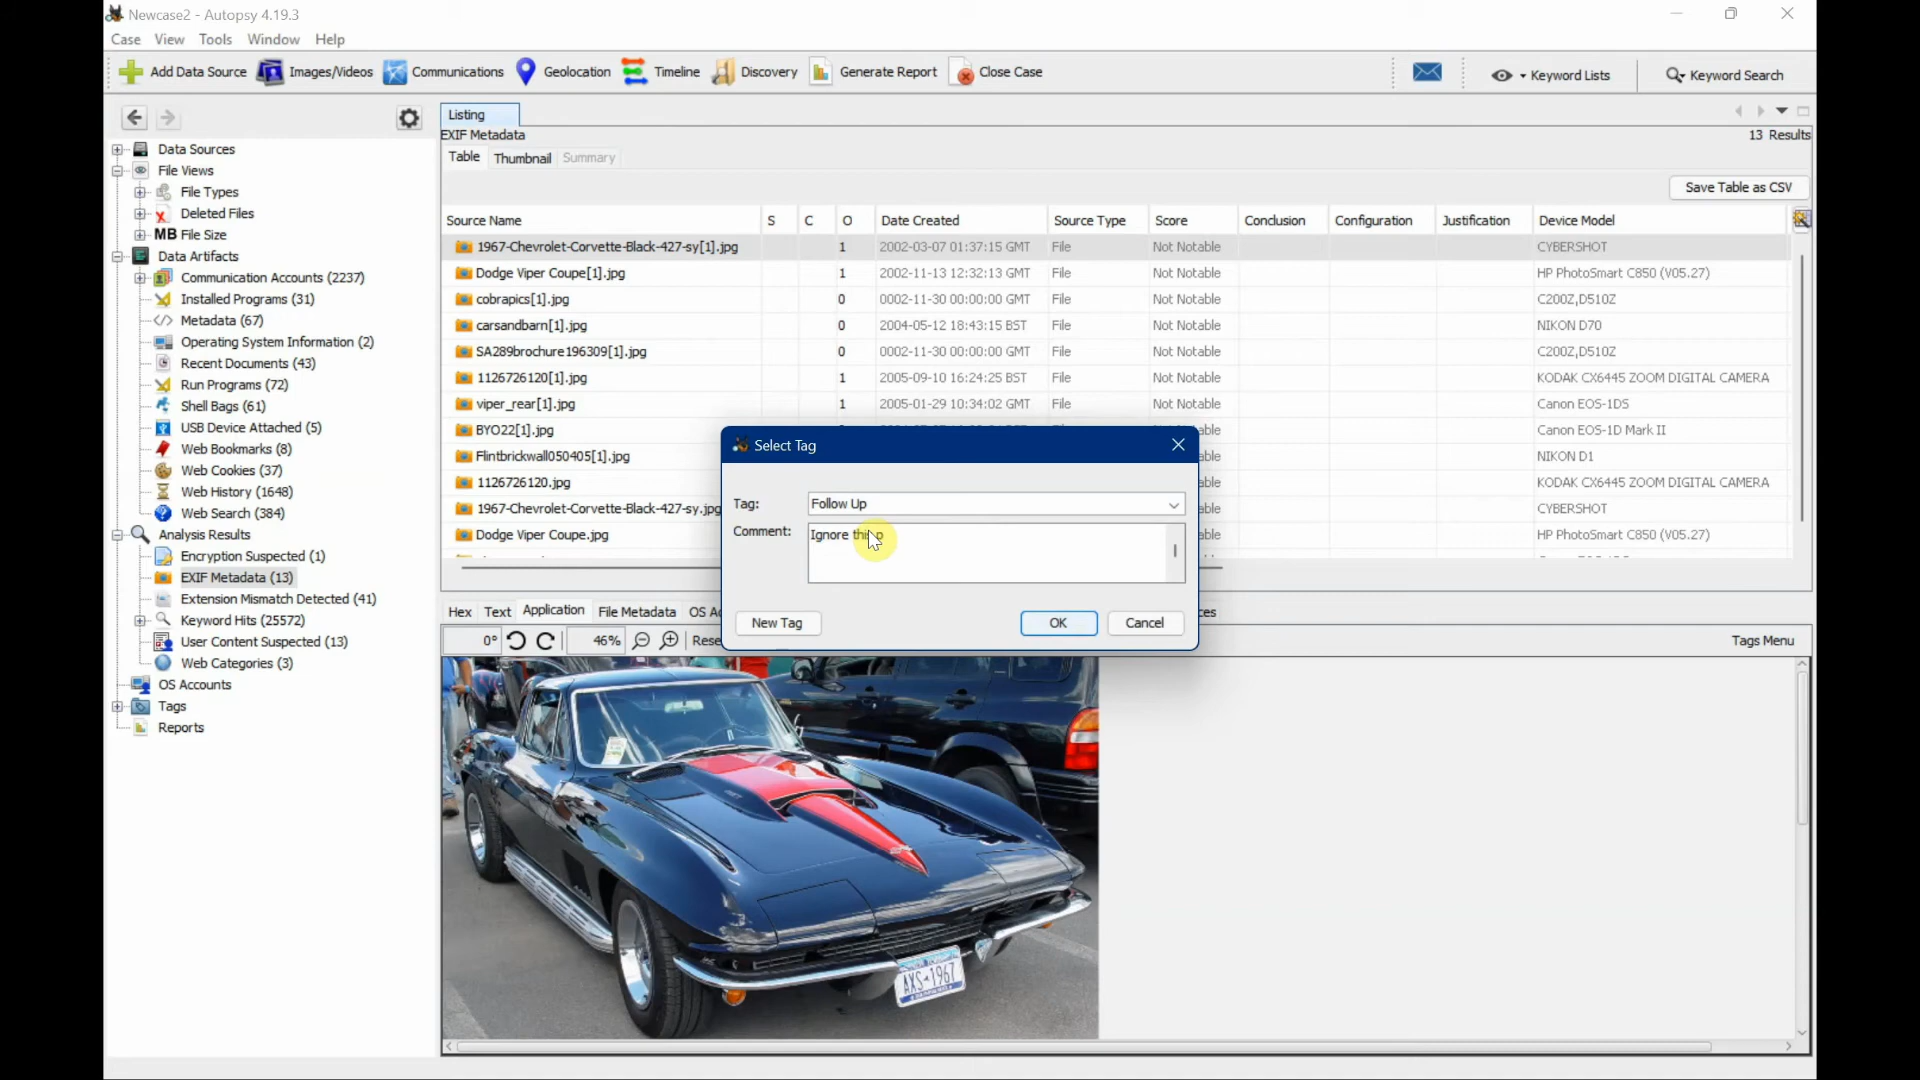 Newcase2 - Autopsy 4.19.3
Case View Tools Window Help
Add Data Source Images/Videos Communications Geolocation Timeline Discovery Generate Report Close Case Keyword Lists Keyword Search
Listing
EXIF Metadata 13 Results
Table Thumbnail Summary
Save Table as CSV
Source Name S C O Date Created Source Type Score Conclusion Configuration Justification Device Model
1967-Chevrolet-Corvette-Black-427-sy[1].jpg 1 2002-03-07 01:37:15 GMT File Not Notable CYBERSHOT
Dodge Viper Coupe[1].jpg 1 2002-11-13 12:32:13 GMT File Not Notable HP PhotoSmart C850 (V05.27)
cobrapics[1].jpg 0 0002-11-30 00:00:00 GMT File Not Notable C200Z,D510Z
carsandbarn[1].jpg 0 2004-05-12 18:43:15 BST File Not Notable NIKON D70
SA289brochure196309[1].jpg 0 0002-11-30 00:00:00 GMT File Not Notable C200Z,D510Z
1126726120[1].jpg 1 2005-09-10 16:24:25 BST File Not Notable KODAK CX6445 ZOOM DIGITAL CAMERA
viper_rear[1].jpg 1 2005-01-29 10:34:02 GMT File Not Notable Canon EOS-1DS
BYO22[1].jpg Canon EOS-1D Mark II
Flintbrickwall050405[1].jpg NIKON D1
1126726120.jpg KODAK CX6445 ZOOM DIGITAL CAMERA
1967-Chevrolet-Corvette-Black-427-sy.jpg CYBERSHOT
Dodge Viper Coupe.jpg HP PhotoSmart C850 (V05.27)
Data Sources
File Views
File Types
Deleted Files
MB File Size
Data Artifacts
Communication Accounts (2237)
Installed Programs (31)
Metadata (67)
Operating System Information (2)
Recent Documents (43)
Run Programs (72)
Shell Bags (61)
USB Device Attached (5)
Web Bookmarks (8)
Web Cookies (37)
Web History (1648)
Web Search (384)
Analysis Results
Encryption Suspected (1)
EXIF Metadata (13)
Extension Mismatch Detected (41)
Keyword Hits (25572)
User Content Suspected (13)
Web Categories (3)
OS Accounts
Tags
Reports
Select Tag
Tag: Follow Up
Comment: Ignore this p
New Tag OK Cancel
Hex Text Application File Metadata OS
0° 46% Tags Menu
AXS-1967